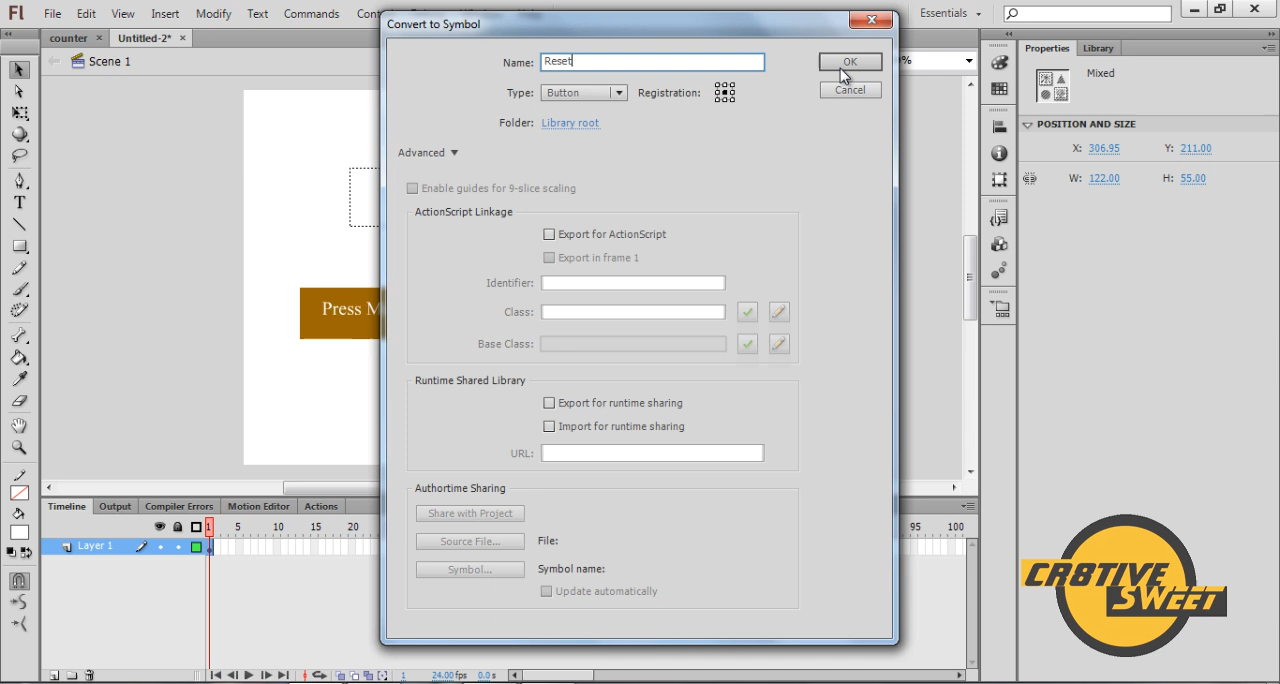 Fl File Edit View Insert Modify Text Commands
Convert to Symbol
Essentials
counter × Untitled-2* ×
Scene 1
Name: Reset
OK
Type: Button Registration:
Cancel
Folder: Library root
Advanced
Enable guides for 9-slice scaling
ActionScript Linkage
Export for ActionScript
Export in frame 1
Identifier:
Class:
Base Class:
Runtime Shared Library
Export for runtime sharing
Import for runtime sharing
URL:
Authortime Sharing
Share with Project
Source File... File:
Symbol... Symbol name:
Update automatically
Press M
Properties Library
Mixed
POSITION AND SIZE
X: 306.95 Y: 211.00
W: 122.00 H: 55.00
Timeline Output Compiler Errors Motion Editor Actions
1 5 10 15 20 95 100
Layer 1
1 24.00 fps 0.0 s
CR8TIVE
SWEET